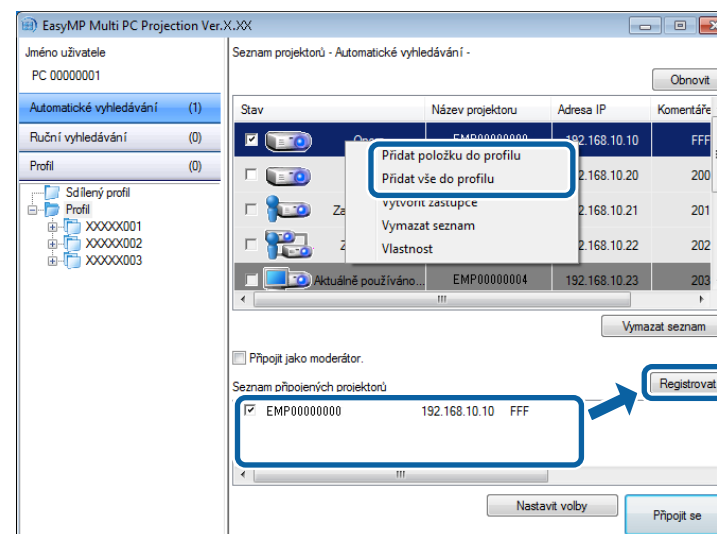 EasyMP Multi PC Projection Ver.X.XX
Jméno uživatele
PC 00000001
Automatické vyhledávání (1)
Ruční vyhledávání (0)
Profil (0)
Sdílený profil
Profil
XXXXX001
XXXXX002
XXXXX003
Seznam projektorů - Automatické vyhledávání -
Obnovit
Stav Název projektoru Adresa IP Komentáře
EMP00000000 192.168.10.10 FFF
192.168.10.20 200
Za 2.168.10.21 201
Z 2.168.10.22 202
Aktuálně používáno... EMP00000004 192.168.10.23 203
Přidat položku do profilu
Přidat vše do profilu
Vytvořit zástupce
Vymazat seznam
Vlastnost
Vymazat seznam
Připojit jako moderátor.
Seznam připojených projektorů
Registrovat
EMP00000000 192.168.10.10 FFF
Nastavit volby
Připojit se